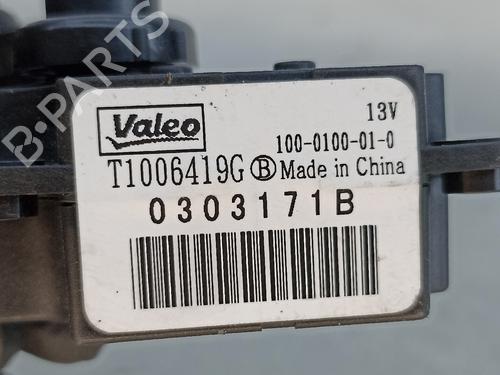 Valeo
13V
100-0100-01-0
T1006419G Ⓑ Made in China
0303171B
B-PARTS